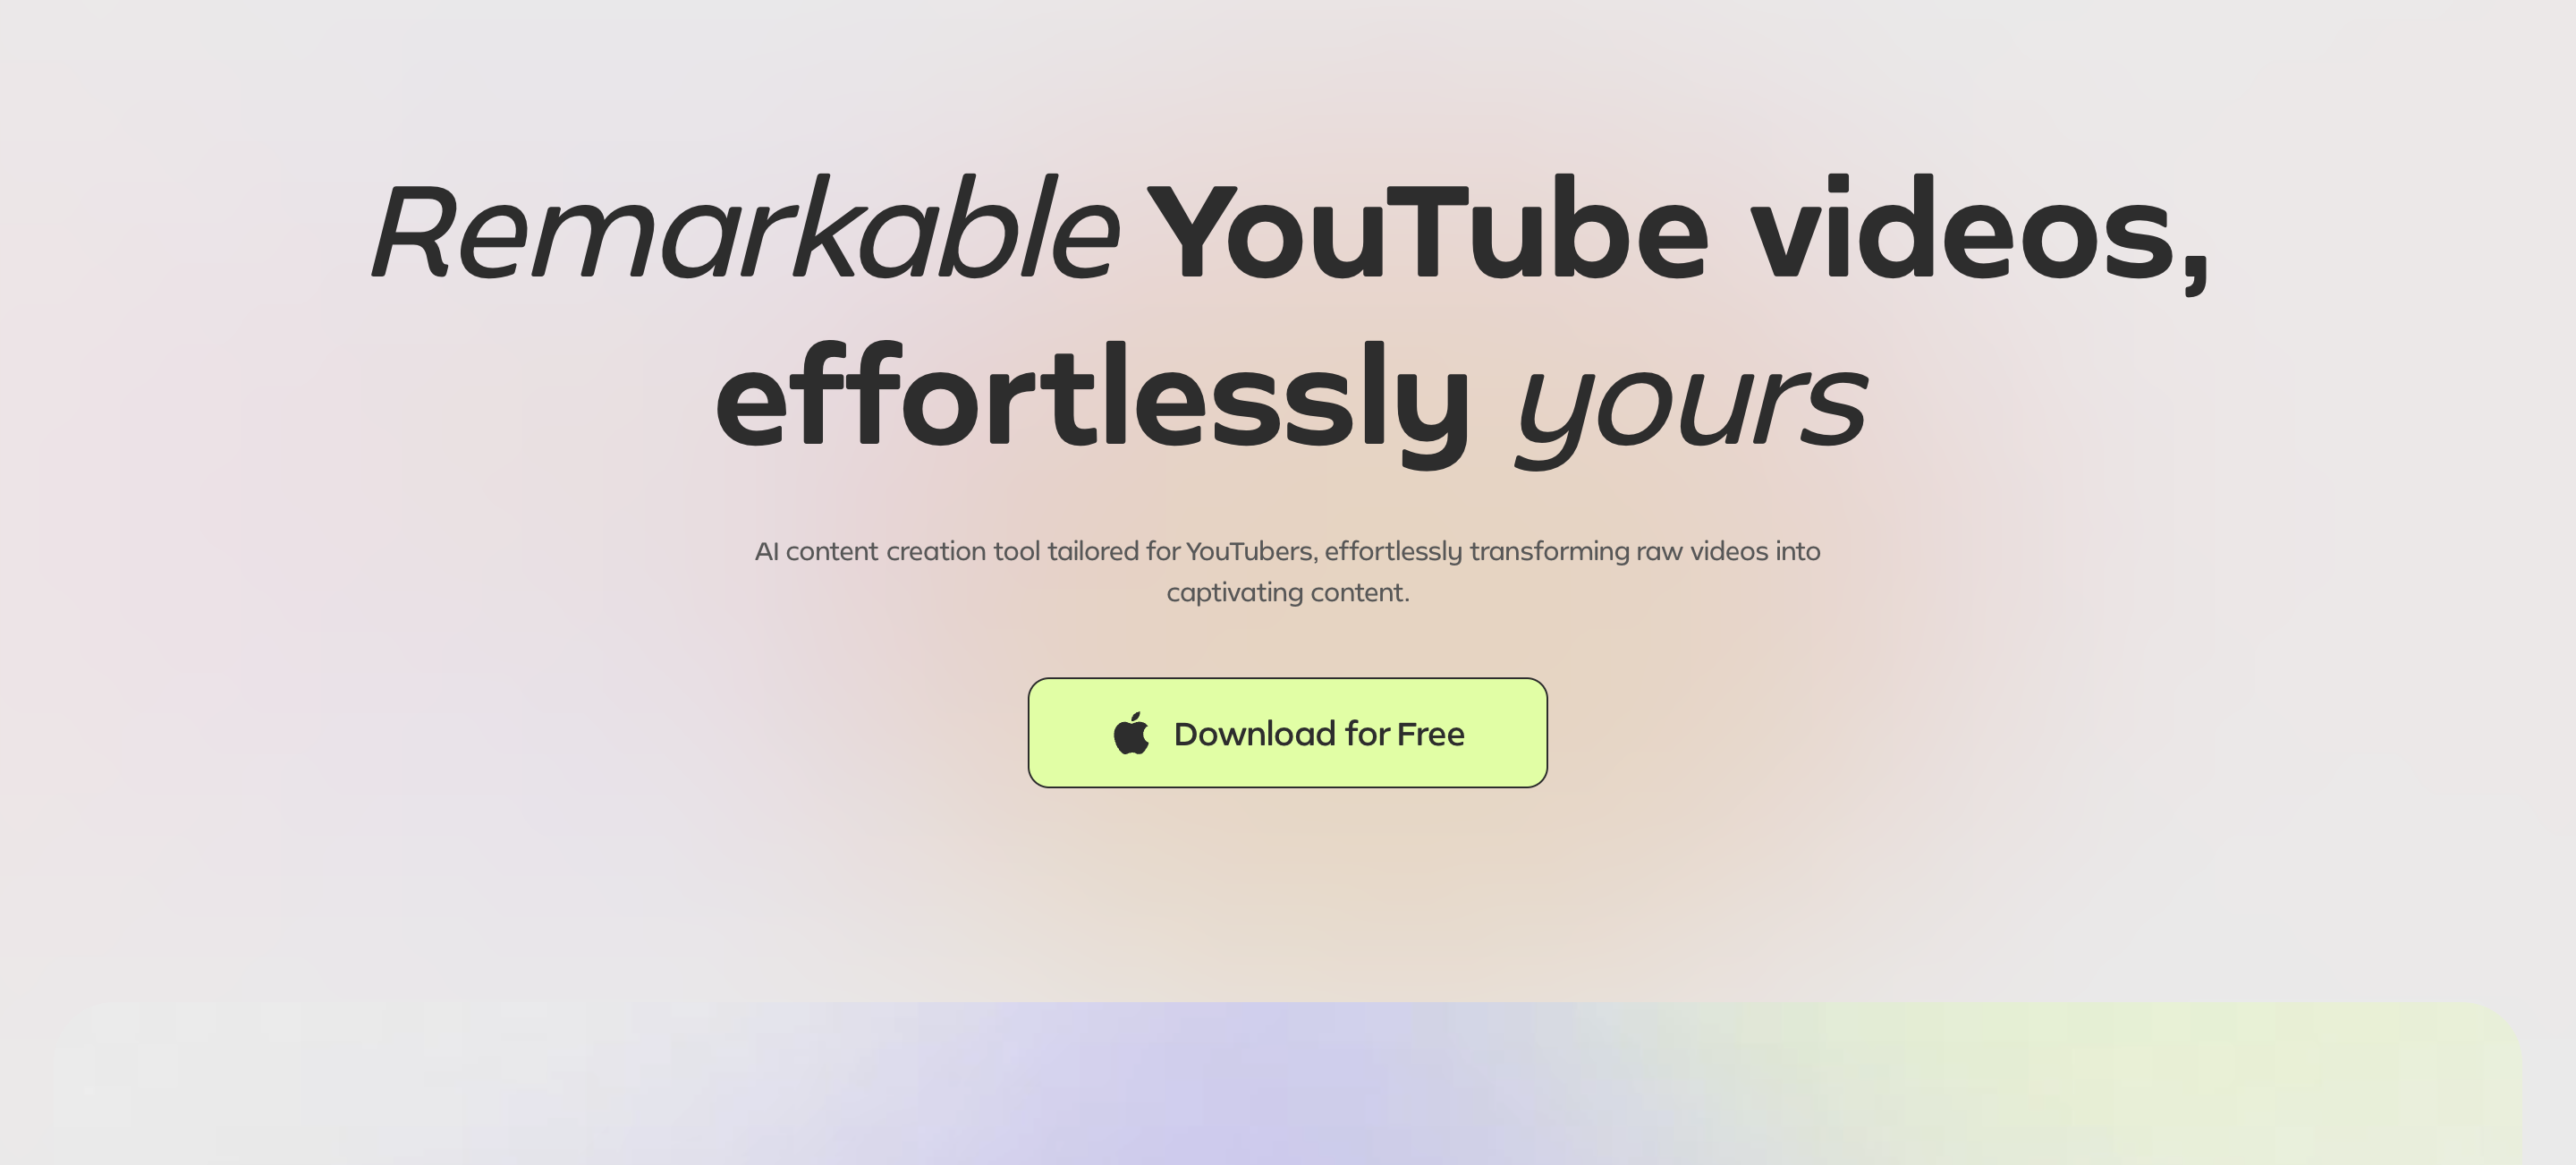 Remarkable YouTube videos,
effortlessly yours
AI content creation tool tailored for YouTubers, effortlessly transforming raw videos into
captivating content.
Download for Free